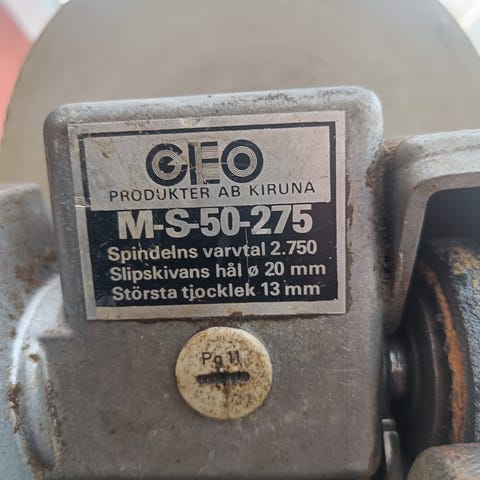 GEO
PRODUKTER AB KIRUNA
M-S-50-275
Spindelns varvtal 2.750
Slipskivans hål ø 20 mm
Största tjocklek 13 mm
Pg 11